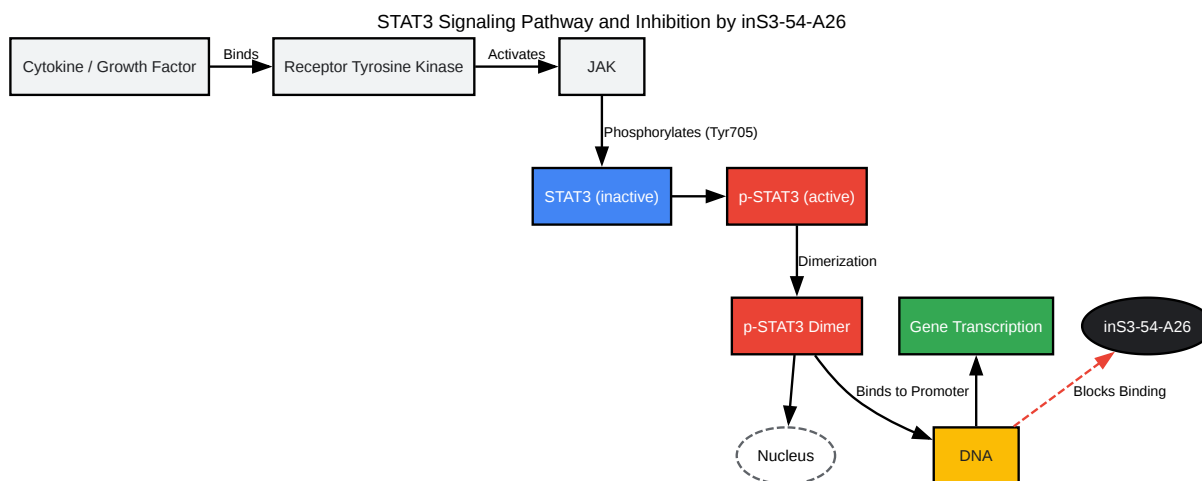 STAT3 Signaling Pathway and Inhibition by inS3-54-A26
Cytokine / Growth Factor
Binds
Receptor Tyrosine Kinase
Activates
JAK
Phosphorylates (Tyr705)
STAT3 (inactive)
p-STAT3 (active)
Dimerization
p-STAT3 Dimer
Gene Transcription
inS3-54-A26
Binds to Promoter
Blocks Binding
Nucleus
DNA